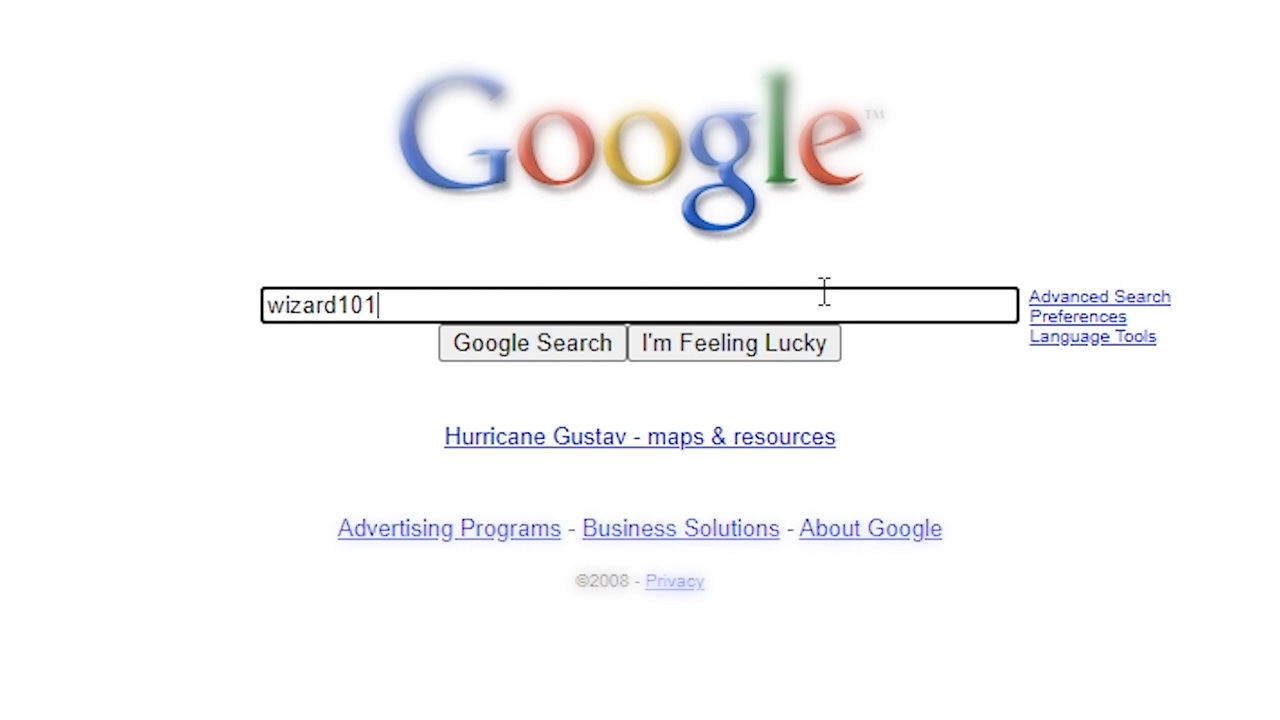 Google™
wizard101
Advanced Search
Preferences
Language Tools
Google Search I'm Feeling Lucky
Hurricane Gustav - maps & resources
Advertising Programs - Business Solutions - About Google
©2008 - Privacy